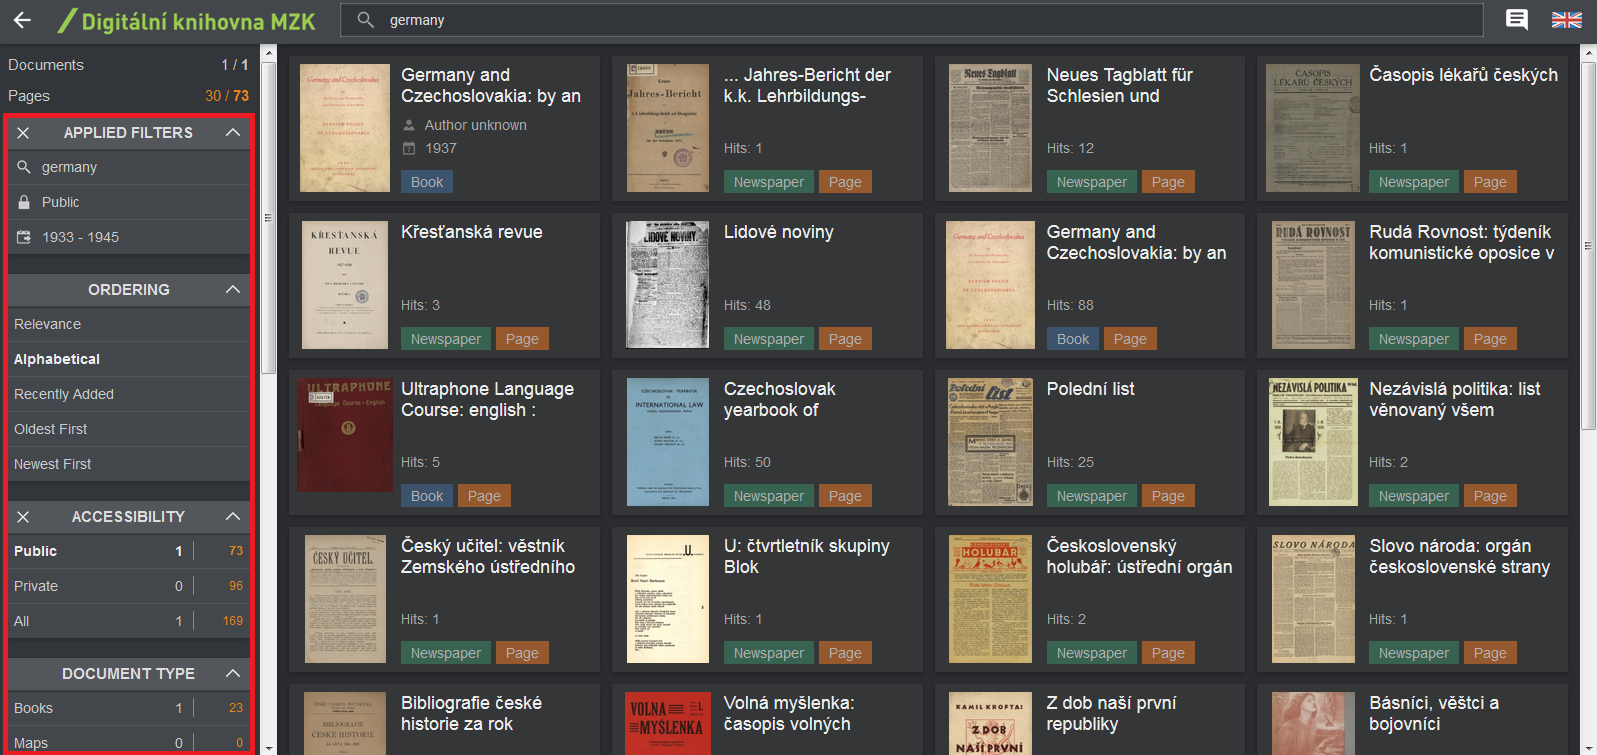 Digitální knihovna MZK
germany
Documents 1 / 1
Pages 30 / 73
APPLIED FILTERS
germany
Public
1933 - 1945
ORDERING
Relevance
Alphabetical
Recently Added
Oldest First
Newest First
ACCESSIBILITY
Public 1 73
Private 0 96
All 1 169
DOCUMENT TYPE
Books 1 23
Maps 0 0
Germany and
Czechoslovakia: by an
Author unknown
1937
Book
... Jahres-Bericht der
k.k. Lehrbildungs-
Hits: 1
Newspaper Page
Neues Tagblatt für
Schlesien und
Hits: 12
Newspaper Page
Časopis lékařů českých
Hits: 1
Newspaper Page
Křesťanská revue
Hits: 3
Newspaper Page
Lidové noviny
Hits: 48
Newspaper Page
Germany and
Czechoslovakia: by an
Hits: 88
Book Page
Rudá Rovnost: týdeník
komunistické oposice v
Hits: 1
Newspaper Page
Ultraphone Language
Course: english :
Hits: 5
Book Page
Czechoslovak
yearbook of
Hits: 50
Newspaper Page
Polední list
Hits: 25
Newspaper Page
Nezávislá politika: list
věnovaný všem
Hits: 2
Newspaper Page
Český učitel: věstník
Zemského ústředního
Hits: 1
Newspaper Page
U: čtvrtletník skupiny
Blok
Hits: 1
Newspaper Page
Československý
holubář: ústřední orgán
Hits: 2
Newspaper Page
Slovo národa: orgán
československé strany
Hits: 1
Newspaper Page
Bibliografie české
historie za rok
Volná myšlenka:
časopis volných
Z dob naší první
republiky
Básníci, věštci a
bojovníci